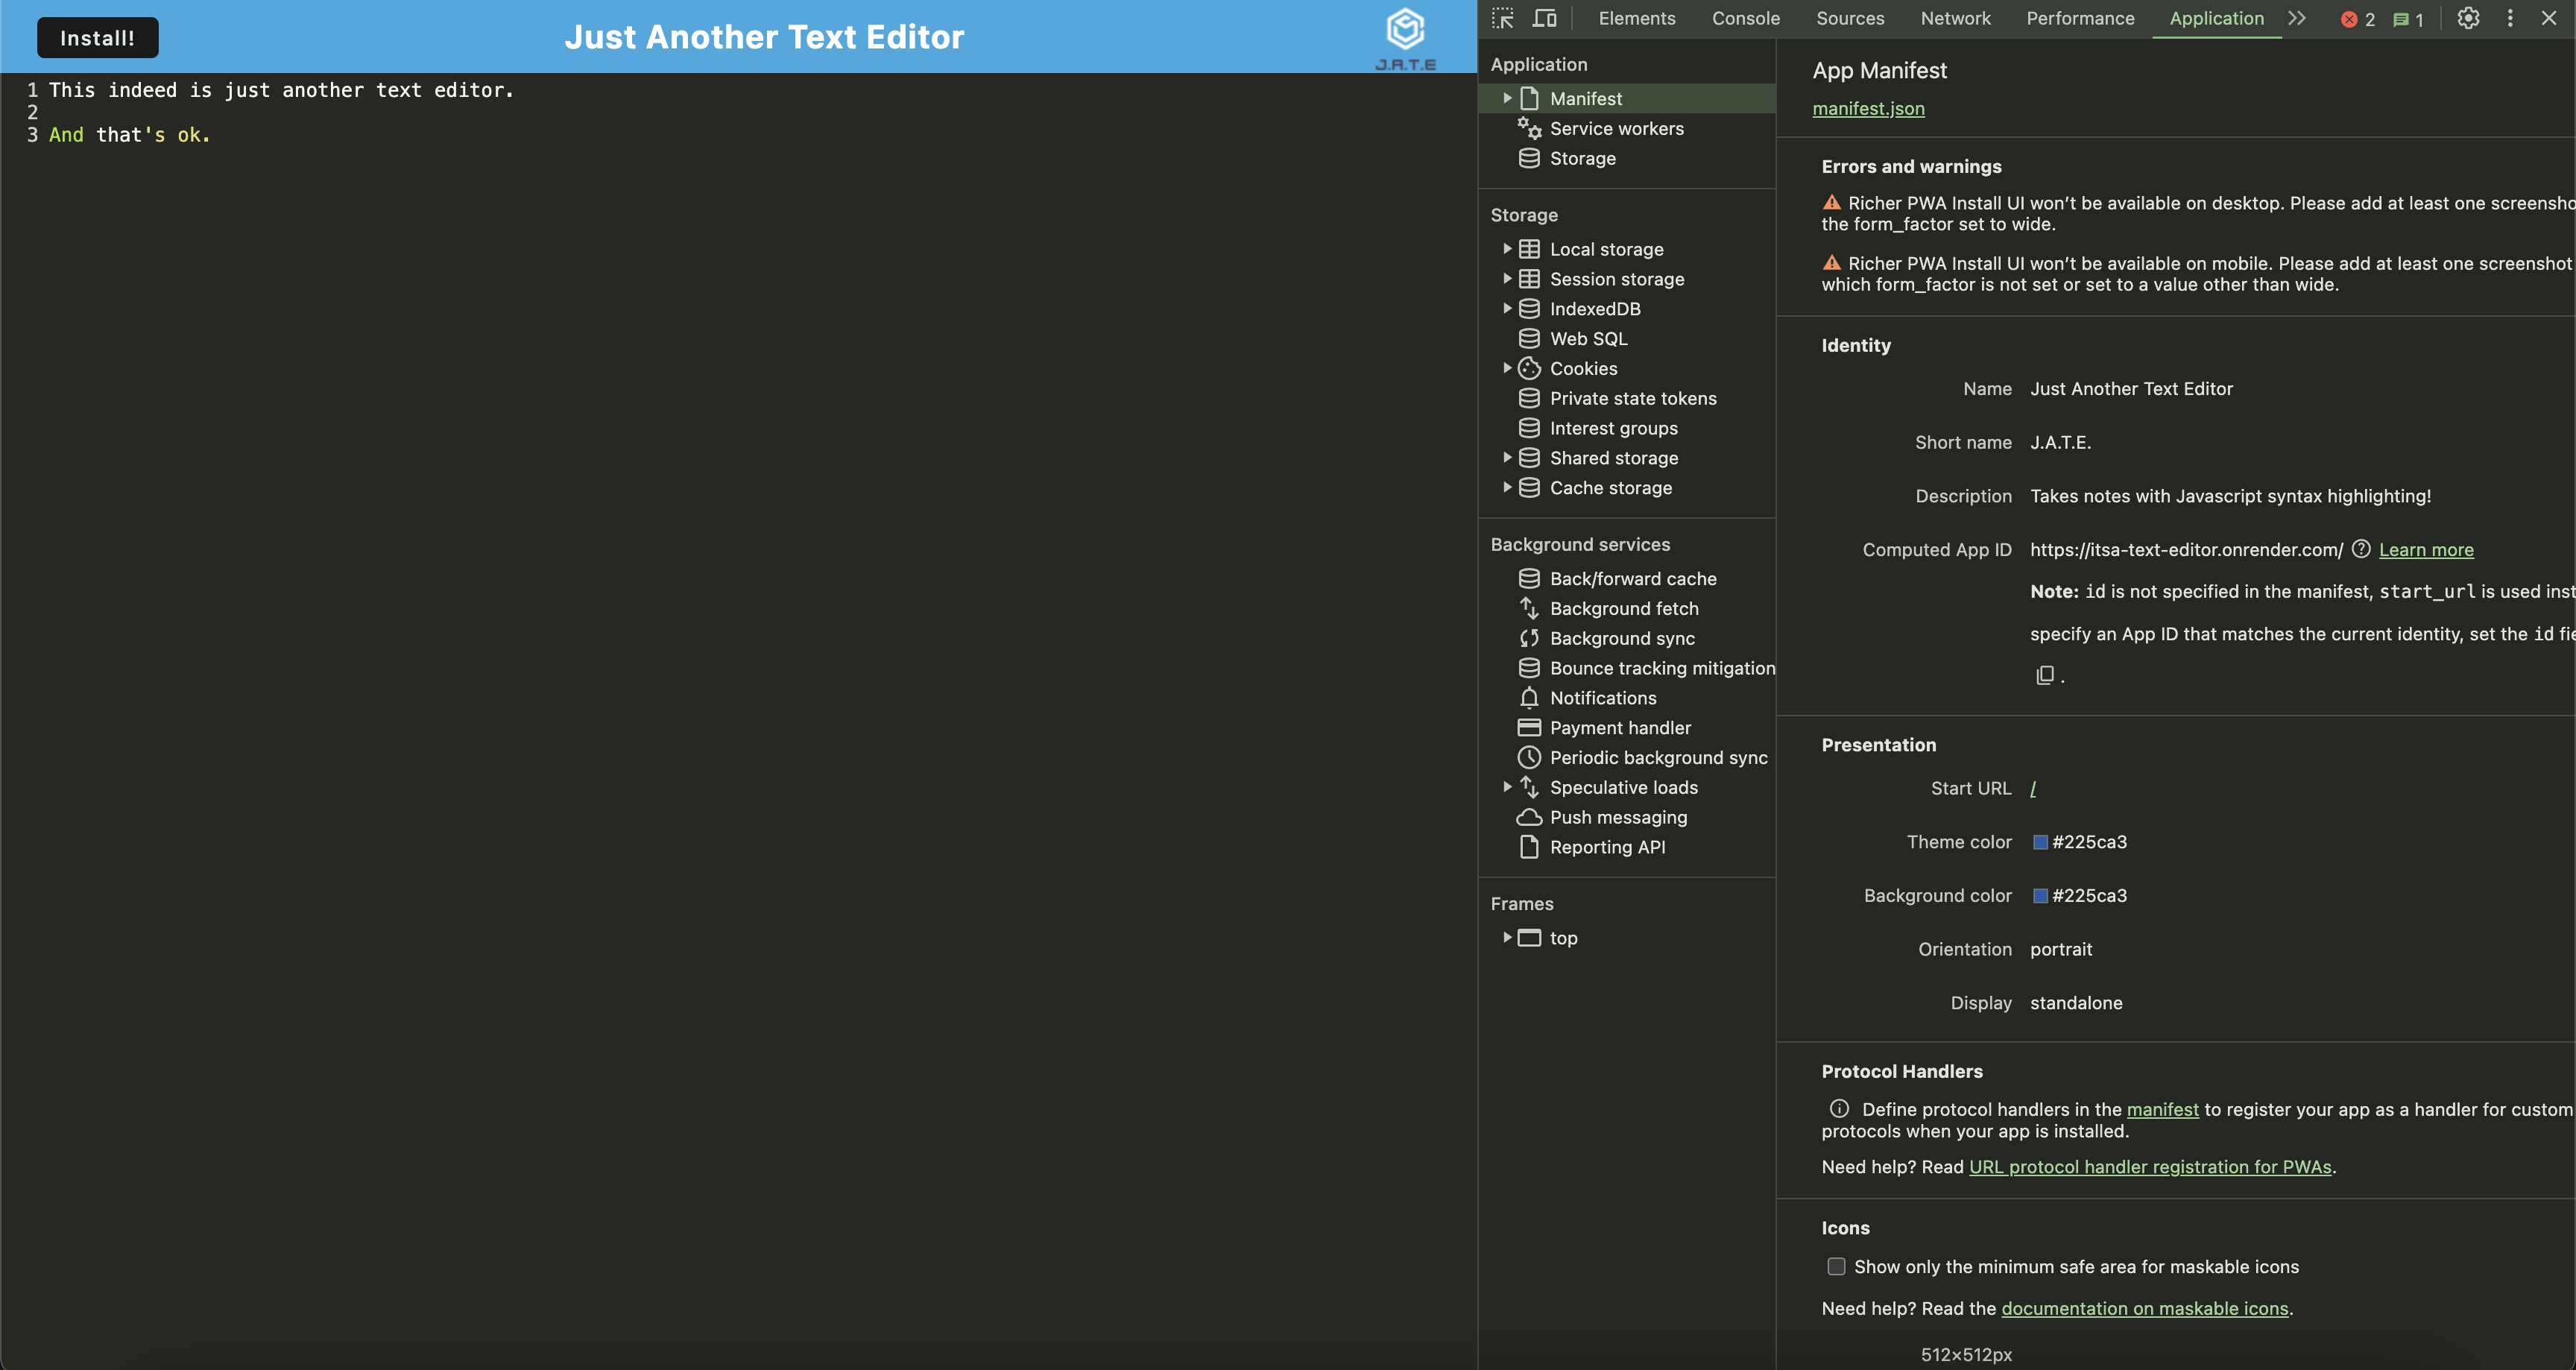 Install!
Just Another Text Editor
J.A.T.E
1 This indeed is just another text editor.
2
3 And that's ok.
Elements Console Sources Network Performance Application 2 1
Application
Manifest
Service workers
Storage
Storage
Local storage
Session storage
IndexedDB
Web SQL
Cookies
Private state tokens
Interest groups
Shared storage
Cache storage
Background services
Back/forward cache
Background fetch
Background sync
Bounce tracking mitigation
Notifications
Payment handler
Periodic background sync
Speculative loads
Push messaging
Reporting API
Frames
top
App Manifest
manifest.json
Errors and warnings
Richer PWA Install UI won’t be available on desktop. Please add at least one screensho
the form_factor set to wide.
Richer PWA Install UI won’t be available on mobile. Please add at least one screenshot
which form_factor is not set or set to a value other than wide.
Identity
Name Just Another Text Editor
Short name J.A.T.E.
Description Takes notes with Javascript syntax highlighting!
Computed App ID https://itsa-text-editor.onrender.com/ Learn more
Note: id is not specified in the manifest, start_url is used inst
specify an App ID that matches the current identity, set the id fie
.
Presentation
Start URL /
Theme color #225ca3
Background color #225ca3
Orientation portrait
Display standalone
Protocol Handlers
Define protocol handlers in the manifest to register your app as a handler for custom
protocols when your app is installed.
Need help? Read URL protocol handler registration for PWAs.
Icons
Show only the minimum safe area for maskable icons
Need help? Read the documentation on maskable icons.
512×512px